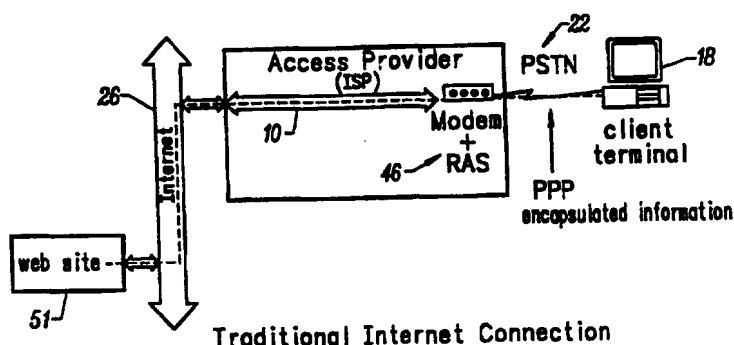 22
Access Provider
(ISP)
PSTN
18
26
10
Modem
+
RAS
46
client
terminal
PPP
encapsulated information
Internet
web site
51
Traditional Internet Connection